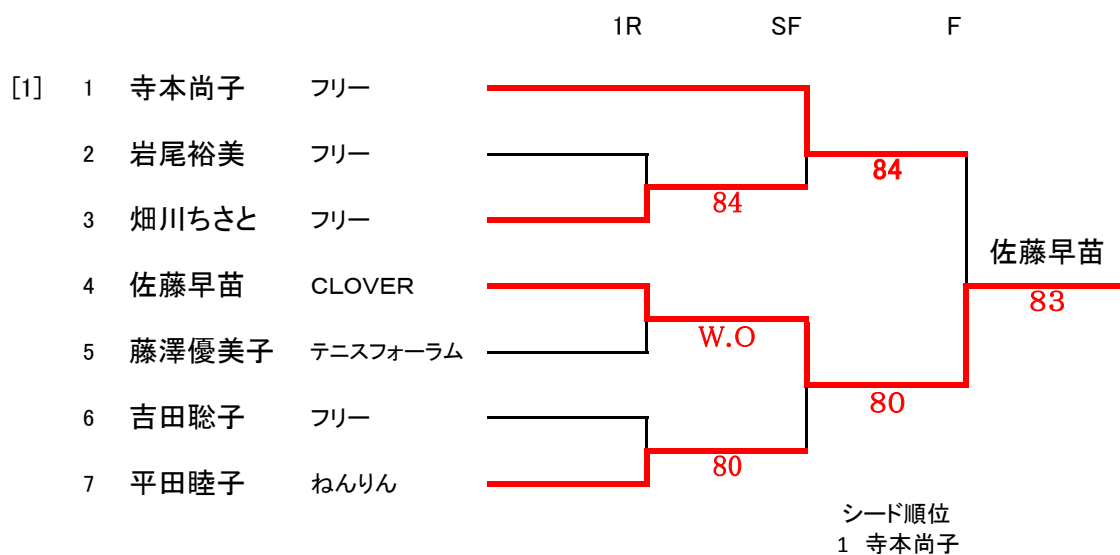 1R SF F
[1] 1 寺本尚子 フリー
2 岩尾裕美 フリー 84
3 畑川ちさと フリー 84
佐藤早苗
4 佐藤早苗 CLOVER 83
W.O
5 藤澤優美子 テニスフォーラム
80
6 吉田聡子 フリー
80
7 平田睦子 ねんりん
シード順位
1 寺本尚子